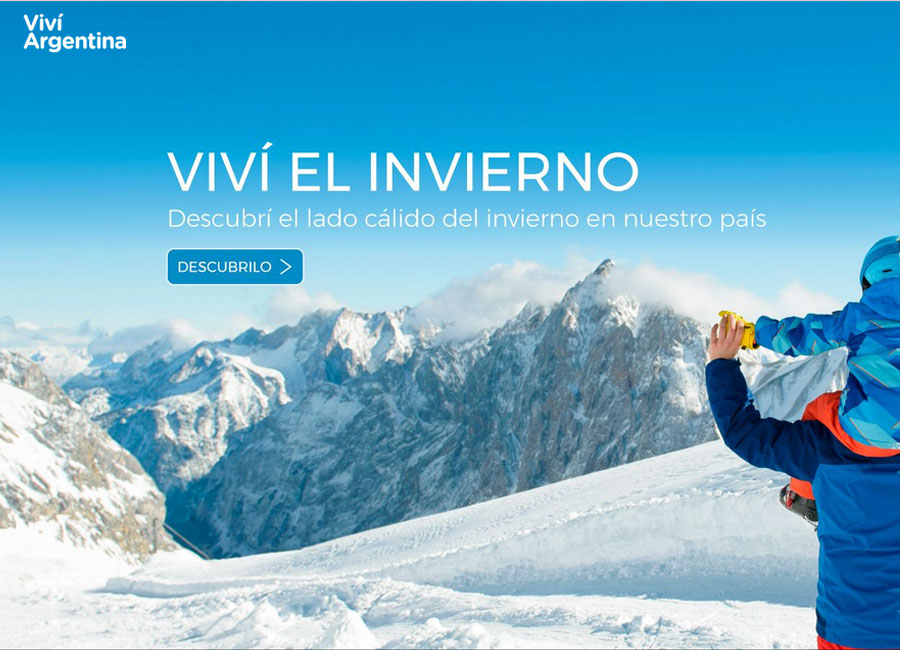 Viví
Argentina
VIVÍ EL INVIERNO
Descubrí el lado cálido del invierno en nuestro país
DESCUBRILO >